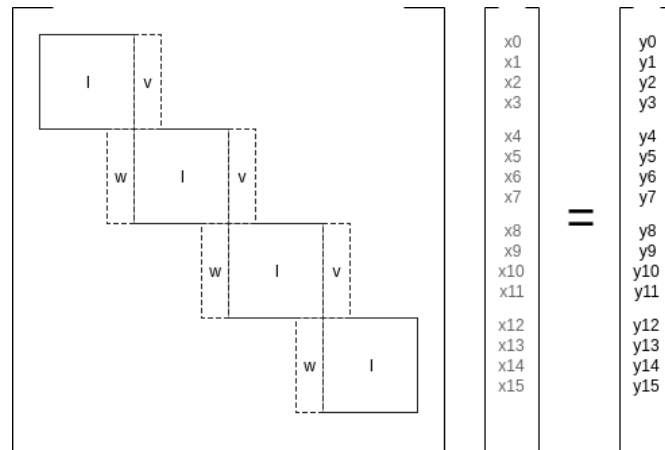 x0 y0
x1 y1
I v x2 y2
x3 y3
x4 y4
x5 y5
w I v x6 y6
x7 y7
=
x8 y8
x9 y9
w I v x10 y10
x11 y11
x12 y12
x13 y13
w I x14 y14
x15 y15